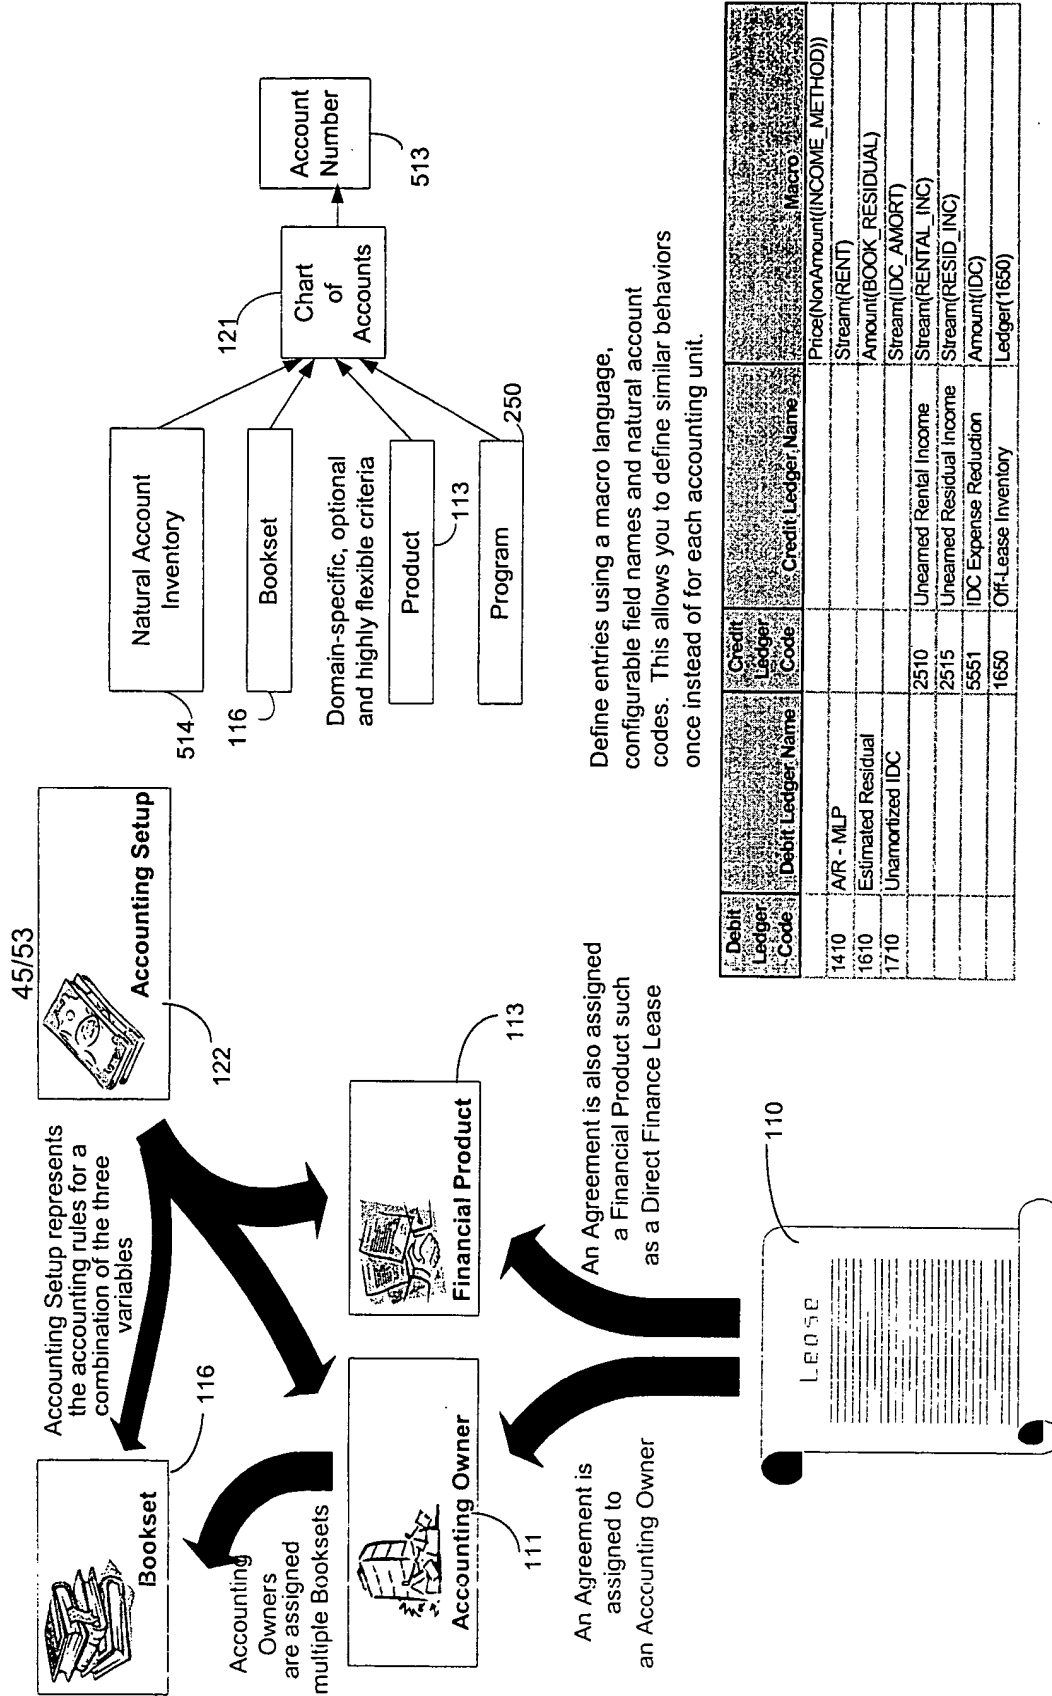 45/53
Bookset
116
Accounting Setup represents
the accounting rules for a
combination of the three
variables
Accounting Setup
122
Accounting
Owners
are assigned
multiple Booksets
Accounting Owner
111
Financial Product
113
An Agreement is
assigned to
an Accounting Owner
An Agreement is also assigned
a Financial Product such
as a Direct Finance Lease
Lease
110
514
Natural Account
Inventory
116
Bookset
Domain-specific, optional
and highly flexible criteria
Product
113
Program
250
121
Chart
of
Accounts
Account
Number
513
Define entries using a macro language,
configurable field names and natural account
codes. This allows you to define similar behaviors
once instead of for each accounting unit.
Debit Ledger Code Debit Ledger Name Credit Ledger Code Credit Ledger Name Macro
Price(NonAmount(INCOME_METHOD))
1410 A/R - MLP Stream(RENT)
1610 Estimated Residual Amount(BOOK_RESIDUAL)
1710 Unamortized IDC Stream(IDC_AMORT)
2510 Unearned Rental Income Stream(RENTAL_INC)
2515 Unearned Residual Income Stream(RESID_INC)
5551 IDC Expense Reduction Amount(IDC)
1650 Off-Lease Inventory Ledger(1650)